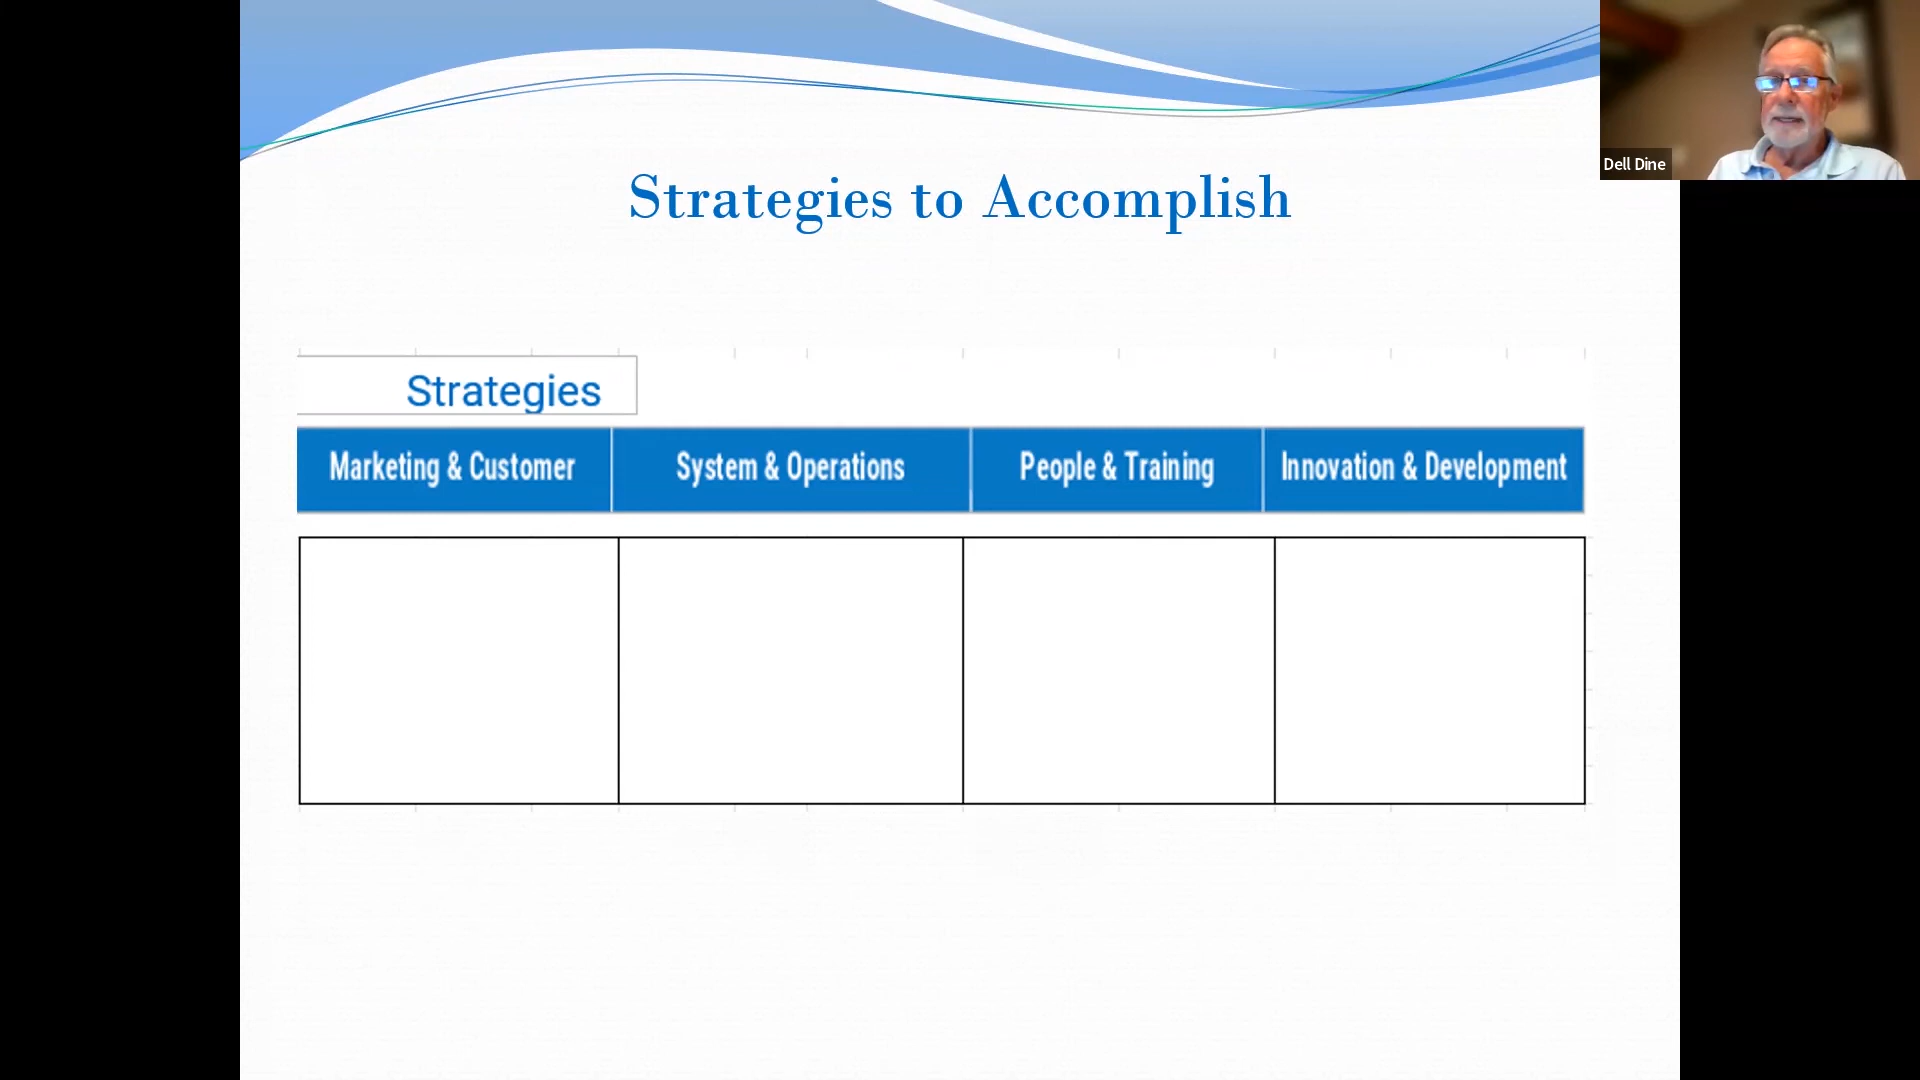 Dell Dine
Strategies to Accomplish
Strategies
Marketing & Customer
System & Operations
People & Training
Innovation & Development